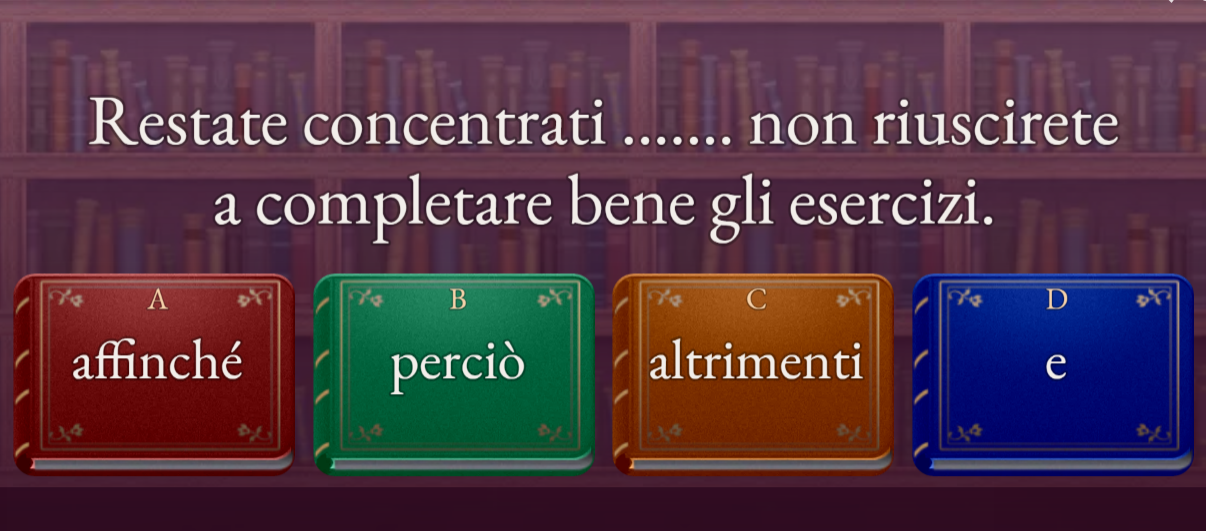 Restate concentrati ....... non riuscirete
a completare bene gli esercizi.
A
affinché
B
perciò
C
altrimenti
D
e